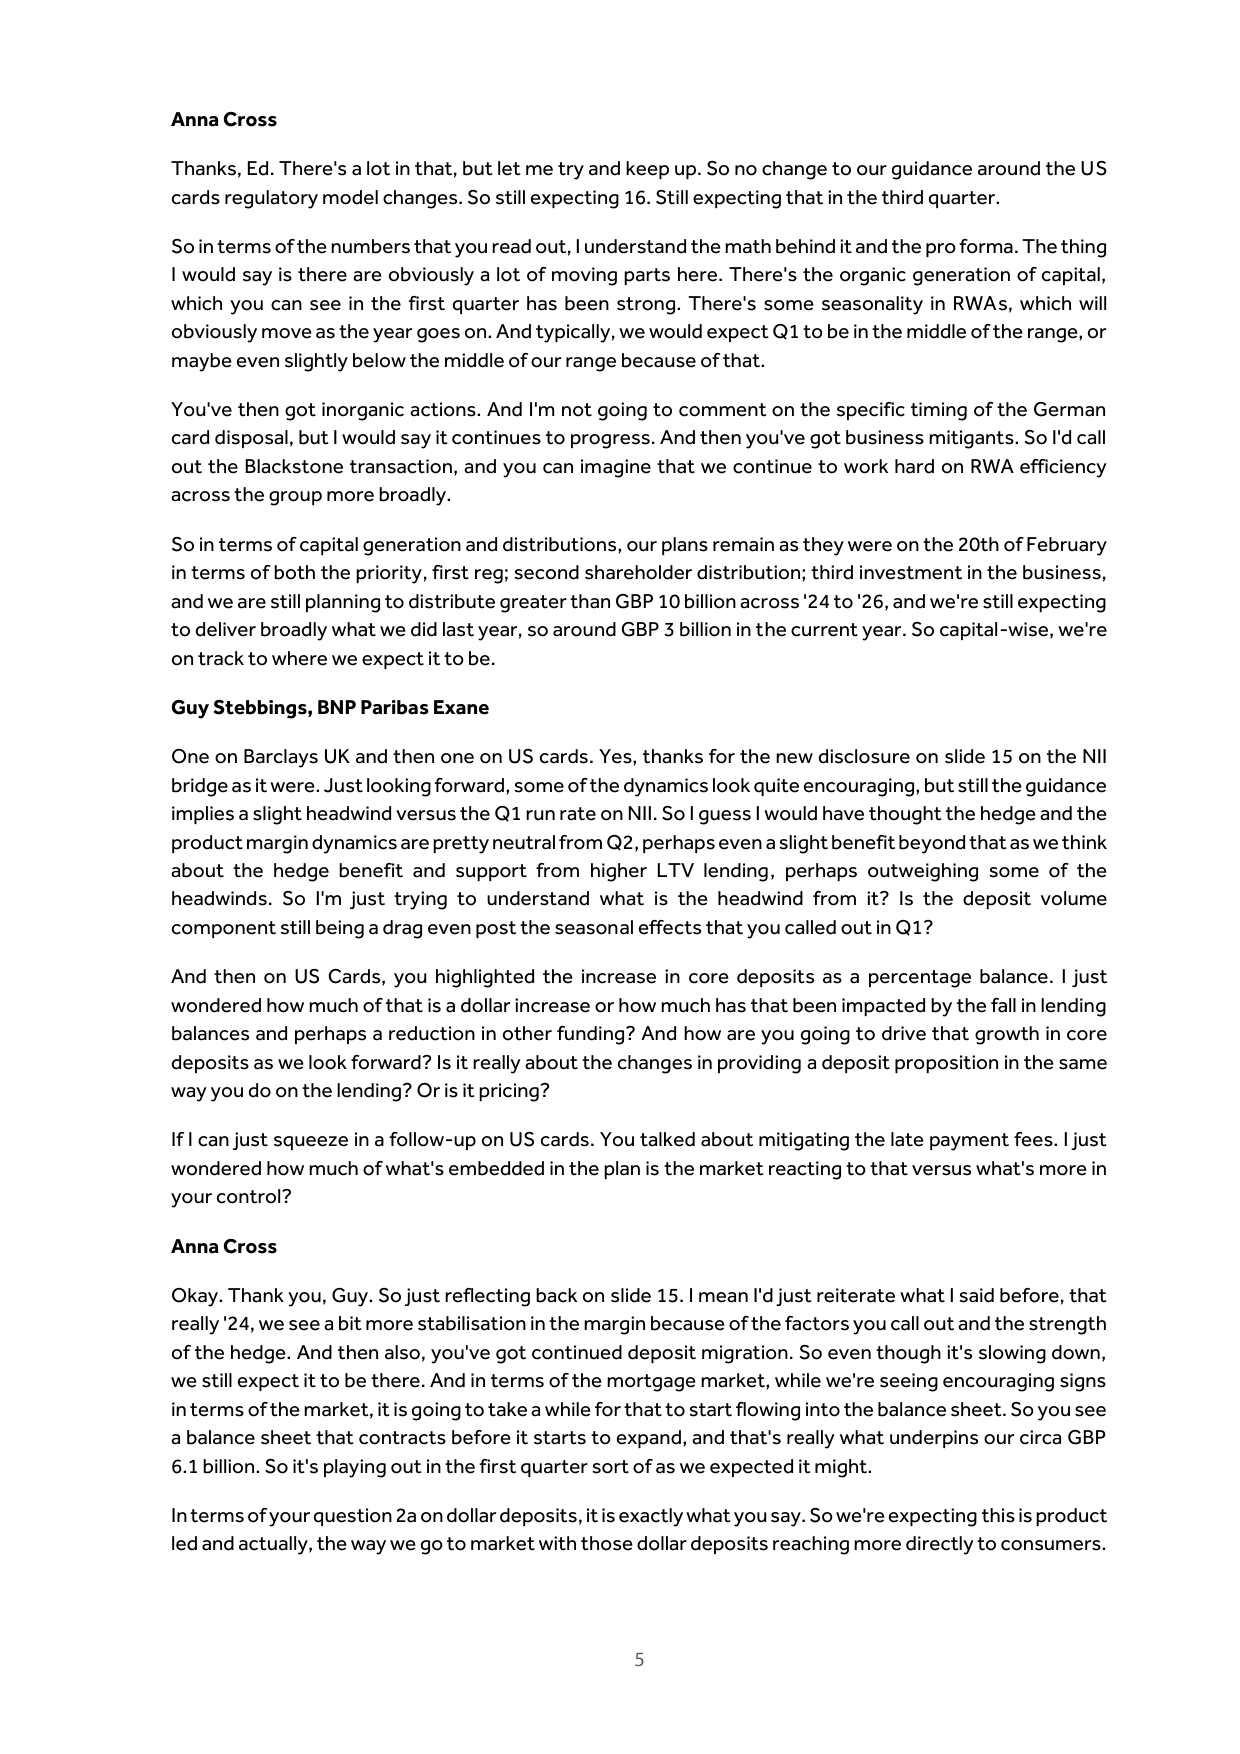 Anna Cross
Thanks, Ed. There's a lot in that, but let me try and keep up. So no change to our guidance around the US
cards regulatory model changes. So still expecting 16. Still expecting that in the third quarter.
So in terms of the numbers that you read out, I understand the math behind it and the pro forma. The thing
I would say is there are obviously a lot of moving parts here. There's the organic generation of capital,
which you can see in the first quarter has been strong. There's some seasonality in RWAs, which will
obviously move as the year goes on. And typically, we would expect Q1 to be in the middle of the range, or
maybe even slightly below the middle of our range because of that.
You've then got inorganic actions. And I'm not going to comment on the specific timing of the German
card disposal, but I would say it continues to progress. And then you've got business mitigants. So I'd call
out the Blackstone transaction, and you can imagine that we continue to work hard on RWA efficiency
across the group more broadly.
So in terms of capital generation and distributions, our plans remain as they were on the 20th of February
in terms of both the priority, first reg; second shareholder distribution; third investment in the business,
and we are still planning to distribute greater than GBP 10 billion across '24 to '26, and we're still expecting
to deliver broadly what we did last year, so around GBP 3 billion in the current year. So capital-wise, we're
on track to where we expect it to be.
Guy Stebbings, BNP Paribas Exane
One on Barclays UK and then one on US cards. Yes, thanks for the new disclosure on slide 15 on the NII
bridge as it were. Just looking forward, some of the dynamics look quite encouraging, but still the guidance
implies a slight headwind versus the Q1 run rate on NII. So I guess I would have thought the hedge and the
product margin dynamics are pretty neutral from Q2, perhaps even a slight benefit beyond that as we think
about the hedge benefit and support from higher LTV lending, perhaps outweighing some of the
headwinds. So I'm just trying to understand what is the headwind from it? Is the deposit volume
component still being a drag even post the seasonal effects that you called out in Q1?
And then on US Cards, you highlighted the increase in core deposits as a percentage balance. I just
wondered how much of that is a dollar increase or how much has that been impacted by the fall in lending
balances and perhaps a reduction in other funding? And how are you going to drive that growth in core
deposits as we look forward? Is it really about the changes in providing a deposit proposition in the same
way you do on the lending? Or is it pricing?
If I can just squeeze in a follow-up on US cards. You talked about mitigating the late payment fees. I just
wondered how much of what's embedded in the plan is the market reacting to that versus what's more in
your control?
Anna Cross
Okay. Thank you, Guy. So just reflecting back on slide 15. I mean I'd just reiterate what I said before, that
really '24, we see a bit more stabilisation in the margin because of the factors you call out and the strength
of the hedge. And then also, you've got continued deposit migration. So even though it's slowing down,
we still expect it to be there. And in terms of the mortgage market, while we're seeing encouraging signs
in terms of the market, it is going to take a while for that to start flowing into the balance sheet. So you see
a balance sheet that contracts before it starts to expand, and that's really what underpins our circa GBP
6.1 billion. So it's playing out in the first quarter sort of as we expected it might.
In terms of your question 2a on dollar deposits, it is exactly what you say. So we're expecting this is product
led and actually, the way we go to market with those dollar deposits reaching more directly to consumers.
5